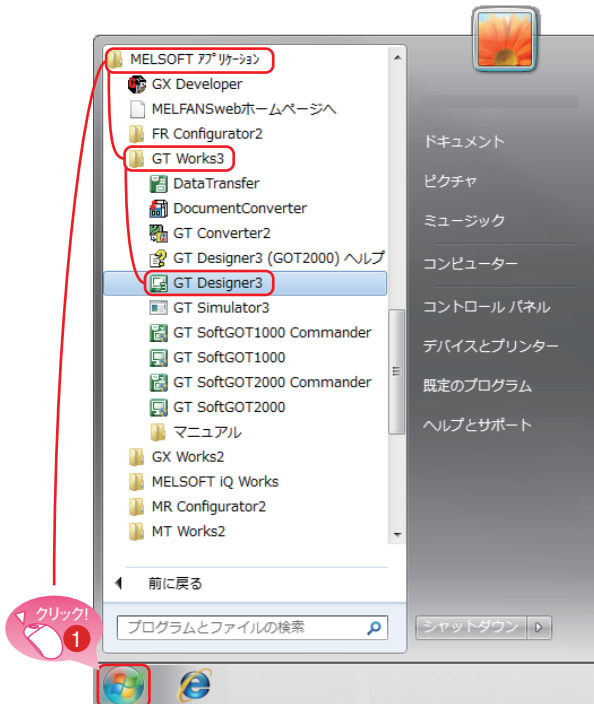 MELSOFT ｱﾌﾟﾘｹｰｼｮﾝ
GX Developer
MELFANSwebホームページへ
FR Configurator2
GT Works3
DataTransfer
DocumentConverter
GT Converter2
GT Designer3 (GOT2000) ヘルプ
GT Designer3
GT Simulator3
GT SoftGOT1000 Commander
GT SoftGOT1000
GT SoftGOT2000 Commander
GT SoftGOT2000
マニュアル
GX Works2
MELSOFT iQ Works
MR Configurator2
MT Works2
前に戻る
プログラムとファイルの検索
ドキュメント
ピクチャ
ミュージック
コンピューター
コントロール パネル
デバイスとプリンター
既定のプログラム
ヘルプとサポート
シャットダウン
クリック!
1